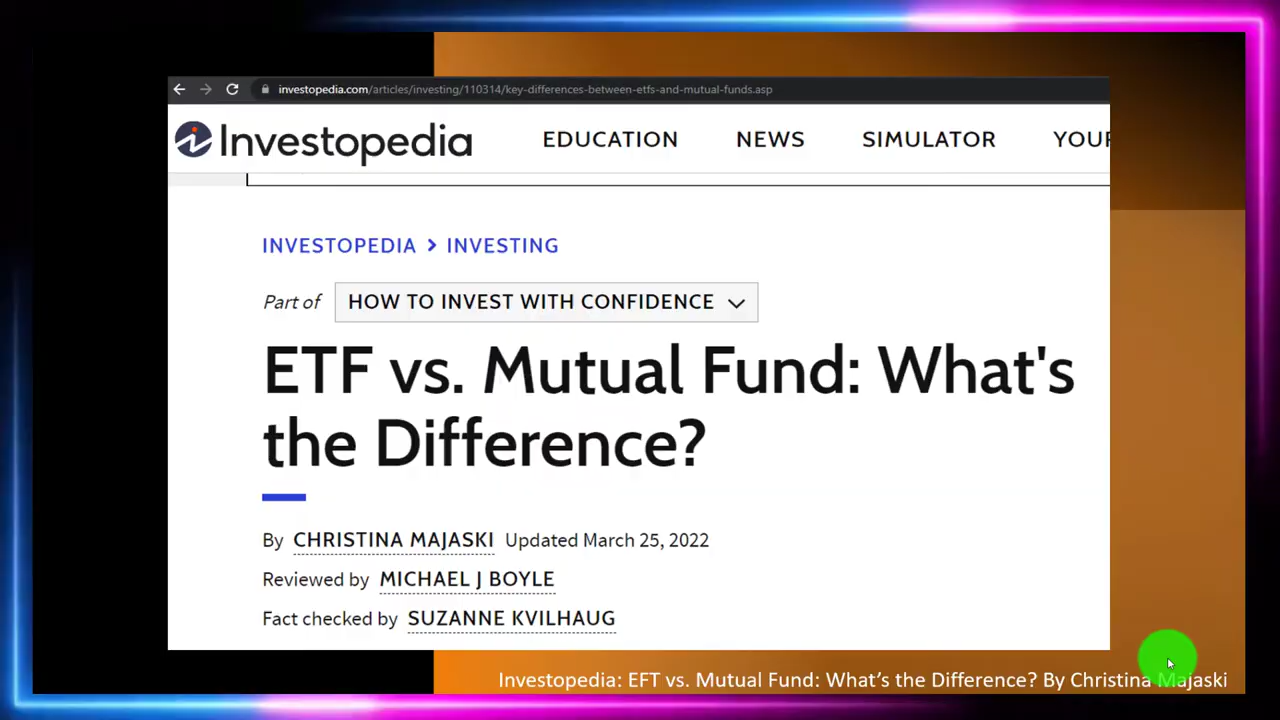 investopedia.com/articles/investing/110314/key-differences-between-etfs-and-mutual-funds.asp
Investopedia EDUCATION NEWS SIMULATOR YOUR
INVESTOPEDIA > INVESTING
Part of HOW TO INVEST WITH CONFIDENCE
ETF vs. Mutual Fund: What's
the Difference?
By CHRISTINA MAJASKI Updated March 25, 2022
Reviewed by MICHAEL J BOYLE
Fact checked by SUZANNE KVILHAUG
Investopedia: EFT vs. Mutual Fund: What’s the Difference? By Christina Majaski